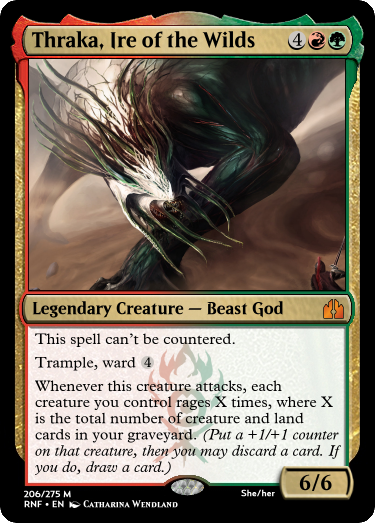 Thraka, Ire of the Wilds 4
Legendary Creature — Beast God
This spell can't be countered.
Trample, ward 4
Whenever this creature attacks, each
creature you control rages X times, where X
is the total number of creature and land
cards in your graveyard. (Put a +1/+1 counter
on that creature, then you may discard a card. If
you do, draw a card.)
6/6
206/275 M She/her
RNF • EN Catharina Wendland